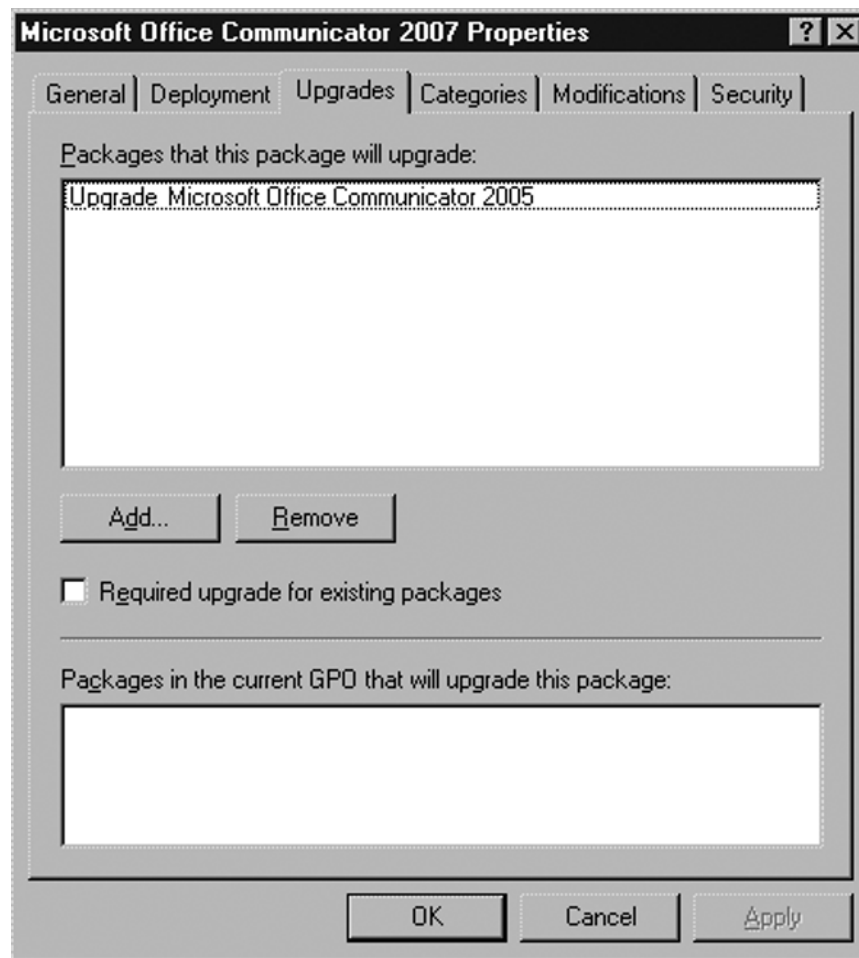 Microsoft Office Communicator 2007 Properties
General Deployment Upgrades Categories Modifications Security
Packages that this package will upgrade:
Upgrade Microsoft Office Communicator 2005
Add... Remove
Required upgrade for existing packages
Packages in the current GPO that will upgrade this package:
OK Cancel Apply